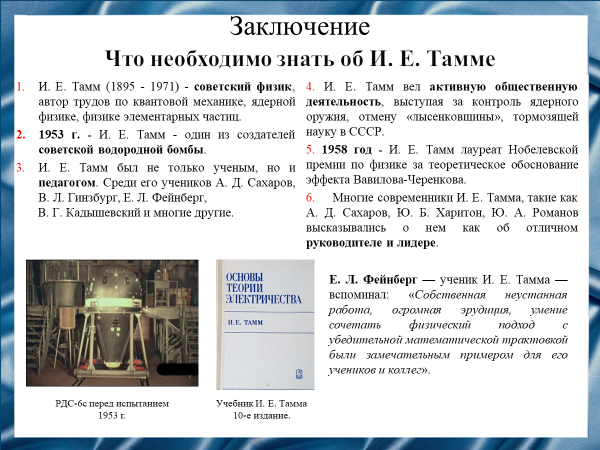 Заключение
Что необходимо знать об И. Е. Тамме
1. И. Е. Тамм (1895 - 1971) - советский физик,
автор трудов по квантовой механике, ядерной
физике, физике элементарных частиц.
2. 1953 г. - И. Е. Тамм - один из создателей
советской водородной бомбы.
3. И. Е. Тамм был не только ученым, но и
педагогом. Среди его учеников А. Д. Сахаров,
В. Л. Гинзбург, Е. Л. Фейнберг,
В. Г. Кадышевский и многие другие.
4. И. Е. Тамм вел активную общественную
деятельность, выступая за контроль ядерного
оружия, отмену «лысенковщины», тормозящей
науку в СССР.
5. 1958 год - И. Е. Тамм лауреат Нобелевской
премии по физике за теоретическое обоснование
эффекта Вавилова-Черенкова.
6. Многие современники И. Е. Тамма, такие как
А. Д. Сахаров, Ю. Б. Харитон, Ю. А. Романов
высказывались о нем как об отличном
руководителе и лидере.
ОСНОВЫ
ТЕОРИИ
ЭЛЕКТРИЧЕСТВА
И.Е. ТАММ
Е. Л. Фейнберг — ученик И. Е. Тамма —
вспоминал: «Собственная неустанная
работа, огромная эрудиция, умение
сочетать физический подход с
убедительной математической трактовкой
были замечательным примером для его
учеников и коллег».
РДС-6с перед испытанием
1953 г.
Учебник И. Е. Тамма
10-е издание.